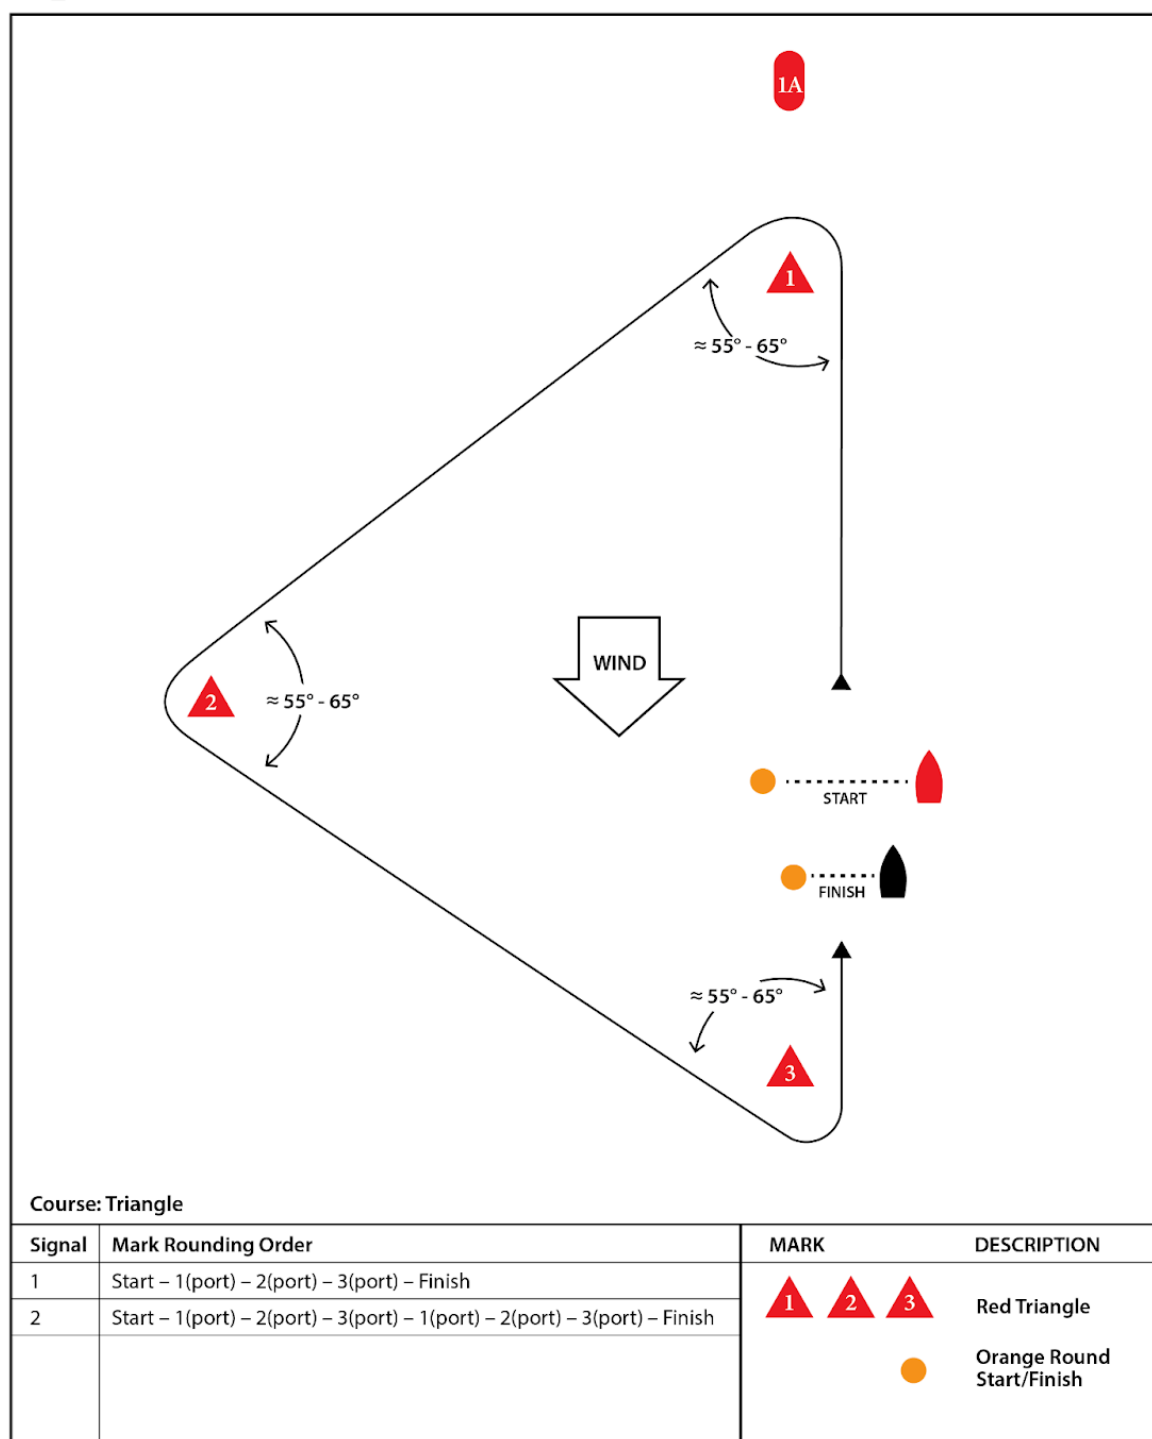 1A
1
≈ 55° - 65°
WIND
2
≈ 55° - 65°
START
FINISH
≈ 55° - 65°
3
Course: Triangle
Signal Mark Rounding Order
1 Start – 1(port) – 2(port) – 3(port) – Finish
2 Start – 1(port) – 2(port) – 3(port) – 1(port) – 2(port) – 3(port) – Finish
MARK DESCRIPTION
1 2 3 Red Triangle
Orange Round
Start/Finish